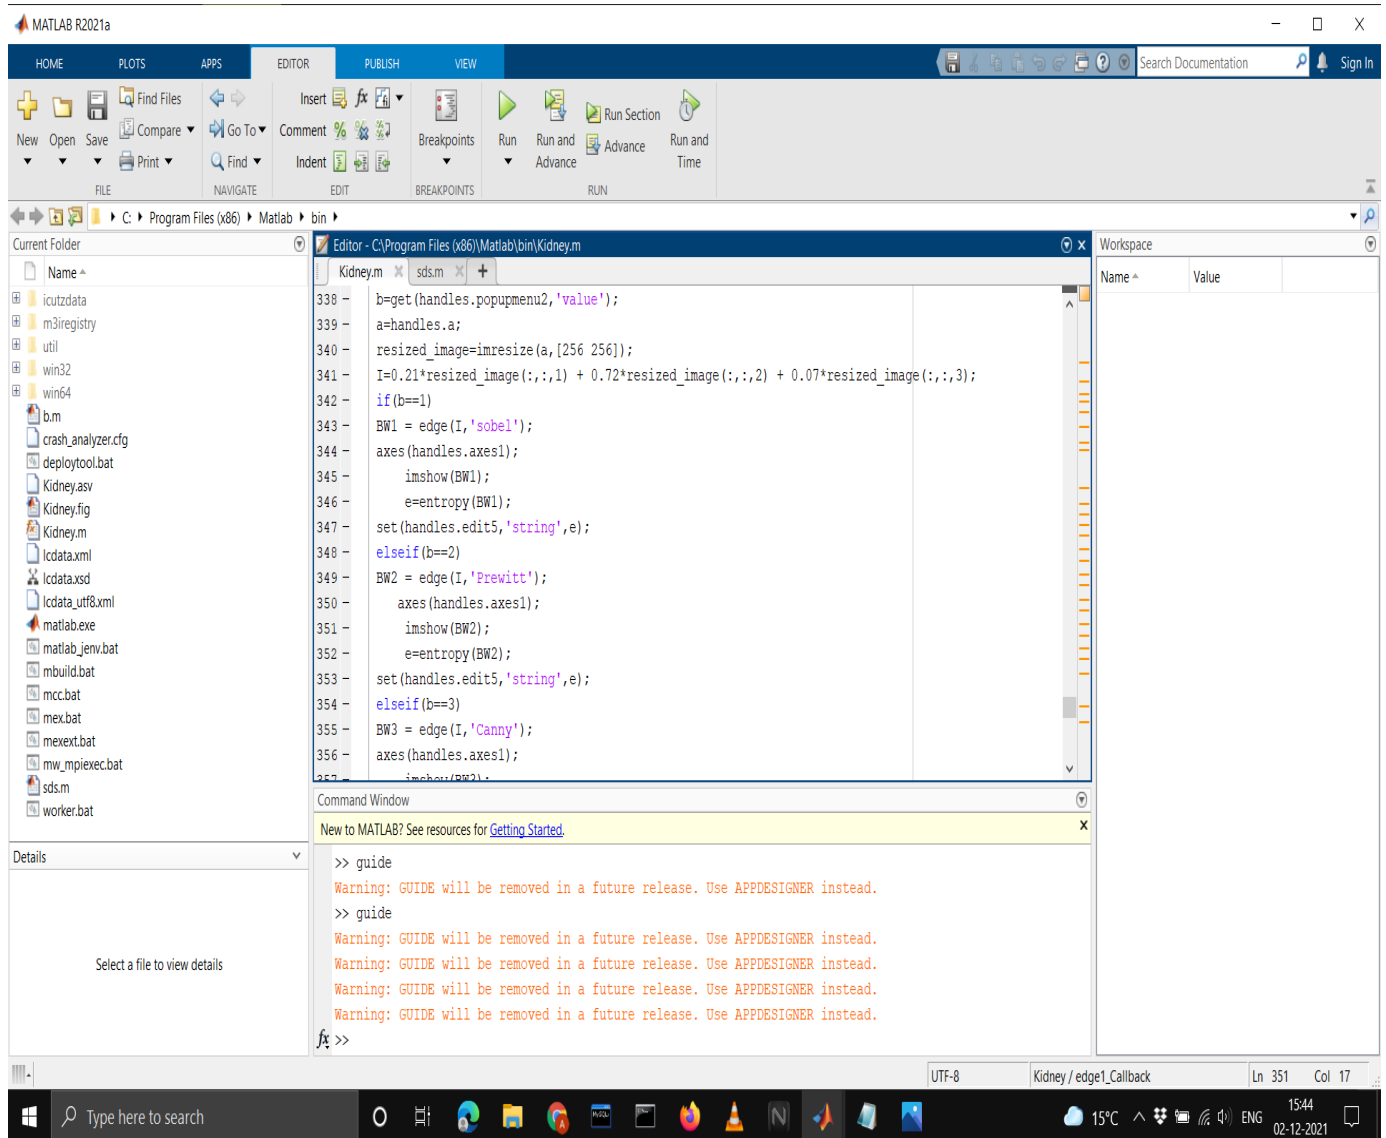 MATLAB R2021a
HOME PLOTS APPS EDITOR PUBLISH VIEW
Search Documentation
Sign In
New Open Save
Find Files
Compare
Print
FILE
Go To
Find
NAVIGATE
Insert fx
Comment
Indent
EDIT
Breakpoints
BREAKPOINTS
Run
Run and Advance
Run Section
Advance
Run and Time
RUN
C: Program Files (x86) Matlab bin
Current Folder
Name
icutzdata
m3iregistry
util
win32
win64
b.m
crash_analyzer.cfg
deploytool.bat
Kidney.asv
Kidney.fig
Kidney.m
lcdata.xml
lcdata.xsd
lcdata_utf8.xml
matlab.exe
matlab_jenv.bat
mbuild.bat
mcc.bat
mex.bat
mexext.bat
mw_mpiexec.bat
sds.m
worker.bat
Details
Select a file to view details
Editor - C:\Program Files (x86)\Matlab\bin\Kidney.m
Kidney.m sds.m
338 – b=get(handles.popupmenu2,'value');
339 – a=handles.a;
340 – resized_image=imresize(a,[256 256]);
341 – I=0.21*resized_image(:,:,1) + 0.72*resized_image(:,:,2) + 0.07*resized_image(:,:,3);
342 – if(b==1)
343 – BW1 = edge(I,'sobel');
344 – axes(handles.axes1);
345 – imshow(BW1);
346 – e=entropy(BW1);
347 – set(handles.edit5,'string',e);
348 – elseif(b==2)
349 – BW2 = edge(I,'Prewitt');
350 – axes(handles.axes1);
351 – imshow(BW2);
352 – e=entropy(BW2);
353 – set(handles.edit5,'string',e);
354 – elseif(b==3)
355 – BW3 = edge(I,'Canny');
356 – axes(handles.axes1);
357 – imshow(BW3);
Command Window
New to MATLAB? See resources for Getting Started.
>> guide
Warning: GUIDE will be removed in a future release. Use APPDESIGNER instead.
>> guide
Warning: GUIDE will be removed in a future release. Use APPDESIGNER instead.
Warning: GUIDE will be removed in a future release. Use APPDESIGNER instead.
Warning: GUIDE will be removed in a future release. Use APPDESIGNER instead.
Warning: GUIDE will be removed in a future release. Use APPDESIGNER instead.
fx >>
Workspace
Name Value
UTF-8 Kidney / edge1_Callback Ln 351 Col 17
Type here to search
15°C ENG 15:44
02-12-2021